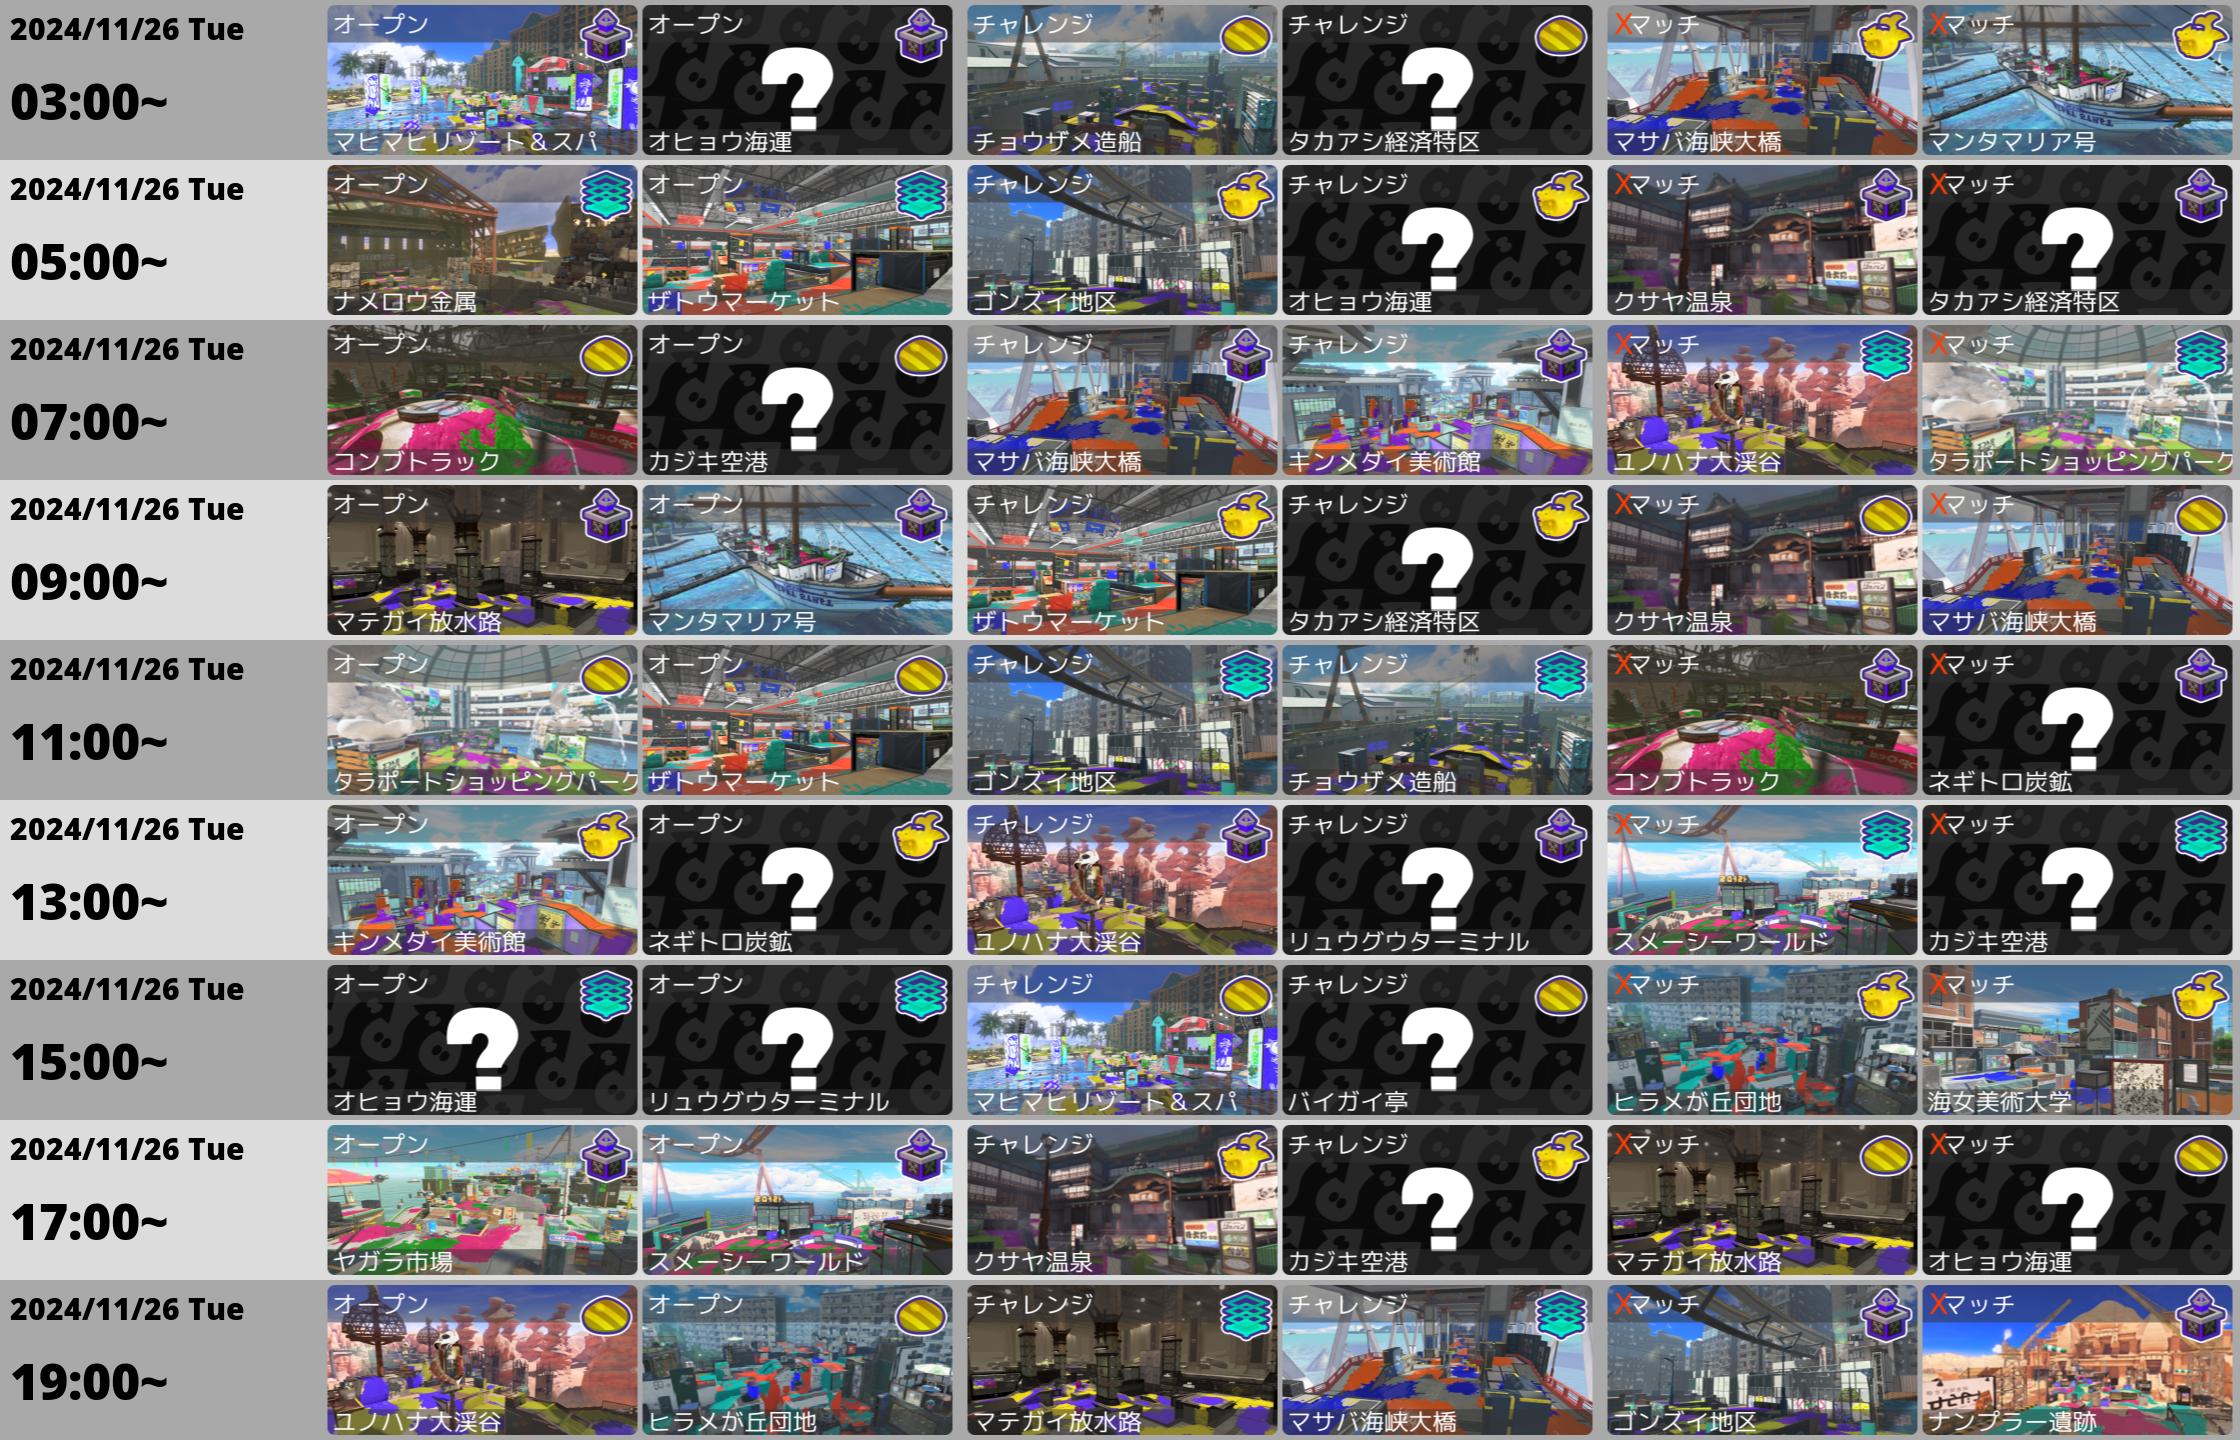 2024/11/26 Tue
03:00~
オープン
マヒマヒリゾート＆スパ
オープン
オヒョウ海運
チャレンジ
チョウザメ造船
チャレンジ
タカアシ経済特区
Xマッチ
マサバ海峡大橋
Xマッチ
マンタマリア号
2024/11/26 Tue
05:00~
オープン
ナメロウ金属
オープン
ザトウマーケット
チャレンジ
ゴンズイ地区
チャレンジ
オヒョウ海運
Xマッチ
クサヤ温泉
Xマッチ
タカアシ経済特区
2024/11/26 Tue
07:00~
オープン
コンブトラック
オープン
カジキ空港
チャレンジ
マサバ海峡大橋
チャレンジ
キンメダイ美術館
Xマッチ
ユノハナ大渓谷
Xマッチ
タラポートショッピングパーク
2024/11/26 Tue
09:00~
オープン
マテガイ放水路
オープン
マンタマリア号
チャレンジ
ザトウマーケット
チャレンジ
タカアシ経済特区
Xマッチ
クサヤ温泉
Xマッチ
マサバ海峡大橋
2024/11/26 Tue
11:00~
オープン
タラポートショッピングパーク
オープン
ザトウマーケット
チャレンジ
ゴンズイ地区
チャレンジ
チョウザメ造船
Xマッチ
コンブトラック
Xマッチ
ネギトロ炭鉱
2024/11/26 Tue
13:00~
オープン
キンメダイ美術館
オープン
ネギトロ炭鉱
チャレンジ
ユノハナ大渓谷
チャレンジ
リュウグウターミナル
Xマッチ
スメーシーワールド
Xマッチ
カジキ空港
2024/11/26 Tue
15:00~
オープン
オヒョウ海運
オープン
リュウグウターミナル
チャレンジ
マヒマヒリゾート＆スパ
チャレンジ
バイガイ亭
Xマッチ
ヒラメが丘団地
Xマッチ
海女美術大学
2024/11/26 Tue
17:00~
オープン
ヤガラ市場
オープン
スメーシーワールド
チャレンジ
クサヤ温泉
チャレンジ
カジキ空港
Xマッチ
マテガイ放水路
Xマッチ
オヒョウ海運
2024/11/26 Tue
19:00~
オープン
ユノハナ大渓谷
オープン
ヒラメが丘団地
チャレンジ
マテガイ放水路
チャレンジ
マサバ海峡大橋
Xマッチ
ゴンズイ地区
Xマッチ
ナンプラー遺跡